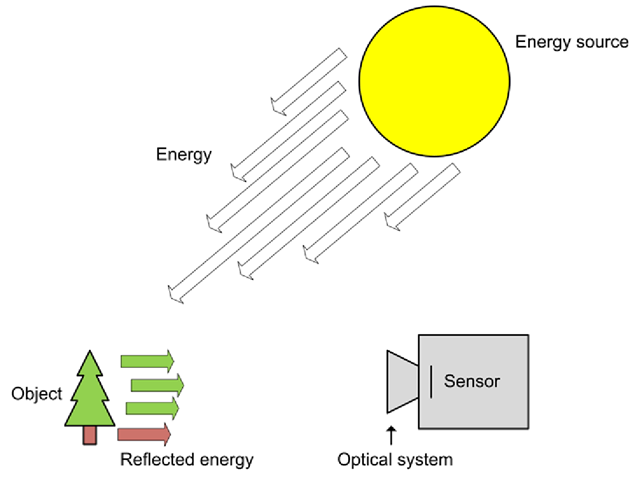 Energy source
Energy
Object
Sensor
Reflected energy
Optical system